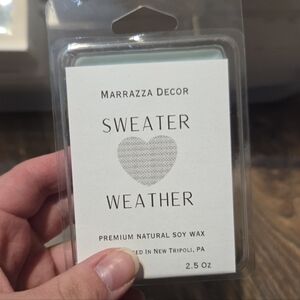 MARRAZZA DECOR
SWEATER
WEATHER
PREMIUM NATURAL SOY WAX
IN NEW TRIPOLI, PA
2.5 OZ